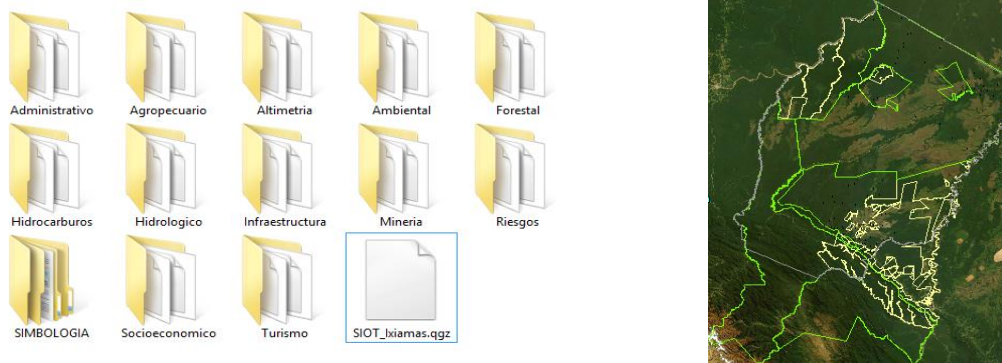 Administrativo
Agropecuario
Altimetria
Ambiental
Forestal
Hidrocarburos
Hidrologico
Infraestructura
Mineria
Riesgos
SIMBOLOGIA
Socioeconomico
Turismo
SIOT_Ixiamas.qgz